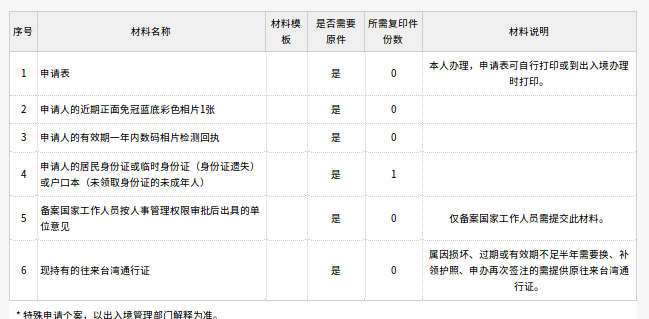 序号 材料名称 材料模板 是否需要原件 所需复印件份数 材料说明
1 申请表 是 0 本人办理，申请表可自行打印或到出入境办理时打印。
2 申请人的近期正面免冠蓝底彩色相片1张 是 0
3 申请人的有效期一年内数码相片检测回执 是 0
4 申请人的居民身份证或临时身份证（身份证遗失）或户口本（未领取身份证的未成年人） 是 1
5 备案国家工作人员按人事管理权限审批后出具的单位意见 是 0 仅备案国家工作人员需提交此材料。
6 现持有的往来台湾通行证 是 0 属因损坏、过期或有效期不足半年需要换、补领护照、申办再次签注的需提供原往来台湾通行证。
* 特殊申请个案，以出入境管理部门解释为准。